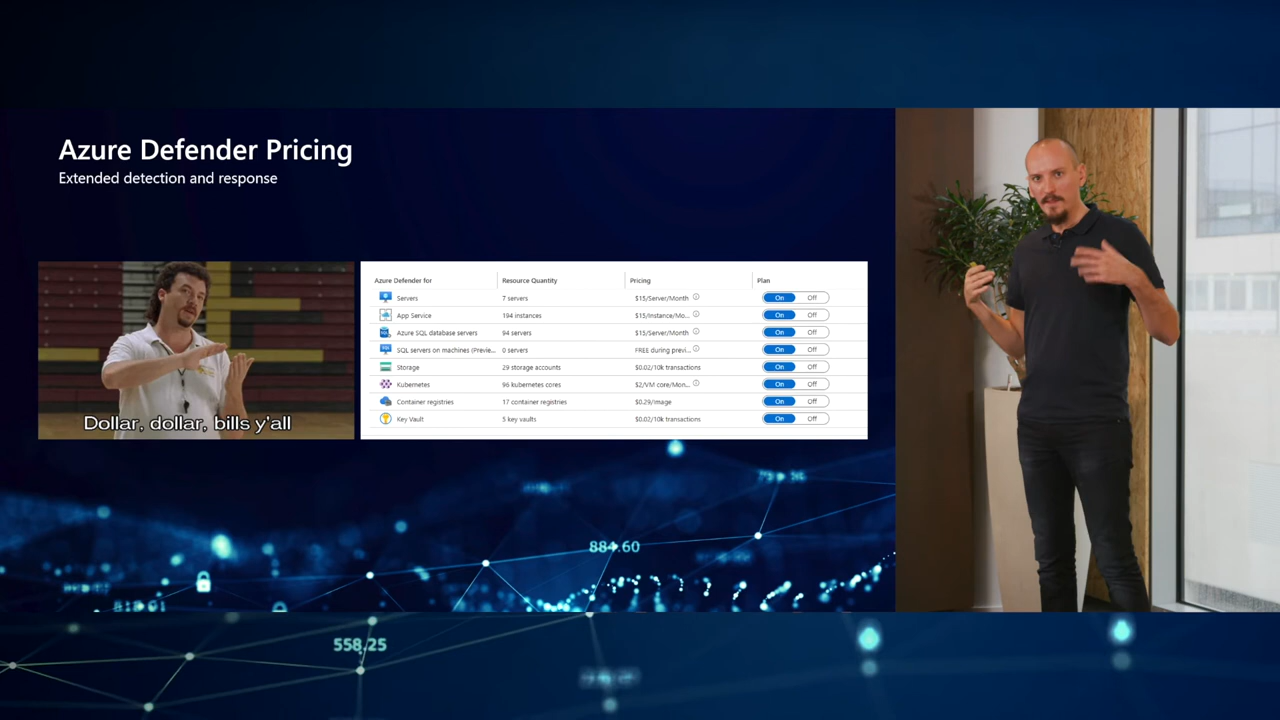 Azure Defender Pricing
Extended detection and response
Dollar, dollar, bills y'all
Azure Defender for Resource Quantity Pricing Plan
Servers 7 servers $15/Server/Month On Off
App Service 194 instances $15/Instance/Mo... On Off
Azure SQL database servers 94 servers $15/Server/Month On Off
SQL servers on machines (Previe... 0 servers FREE during previ... On Off
Storage 29 storage accounts $0.02/10k transactions On Off
Kubernetes 96 kubernetes cores $2/VM core/Mon... On Off
Container registries 17 container registries $0.29/image On Off
Key Vault 5 key vaults $0.02/10k transactions On Off
884.60
558.25